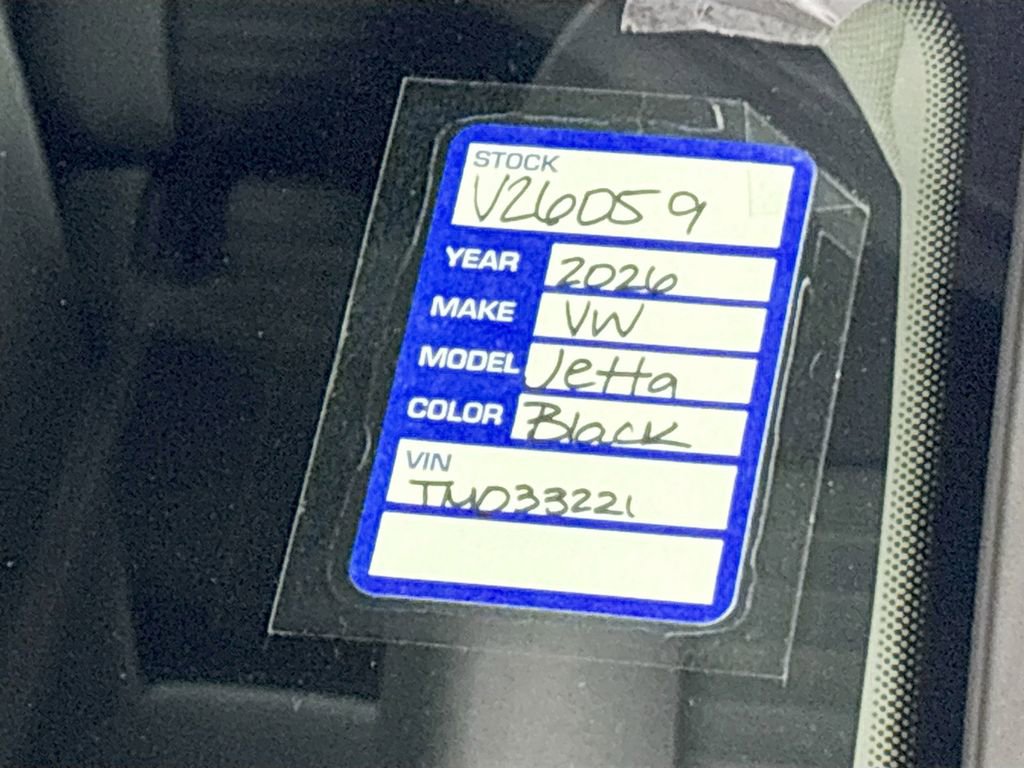 STOCK
V26059
YEAR 2026
MAKE VW
MODEL Jetta
COLOR Black
VIN
TM033221